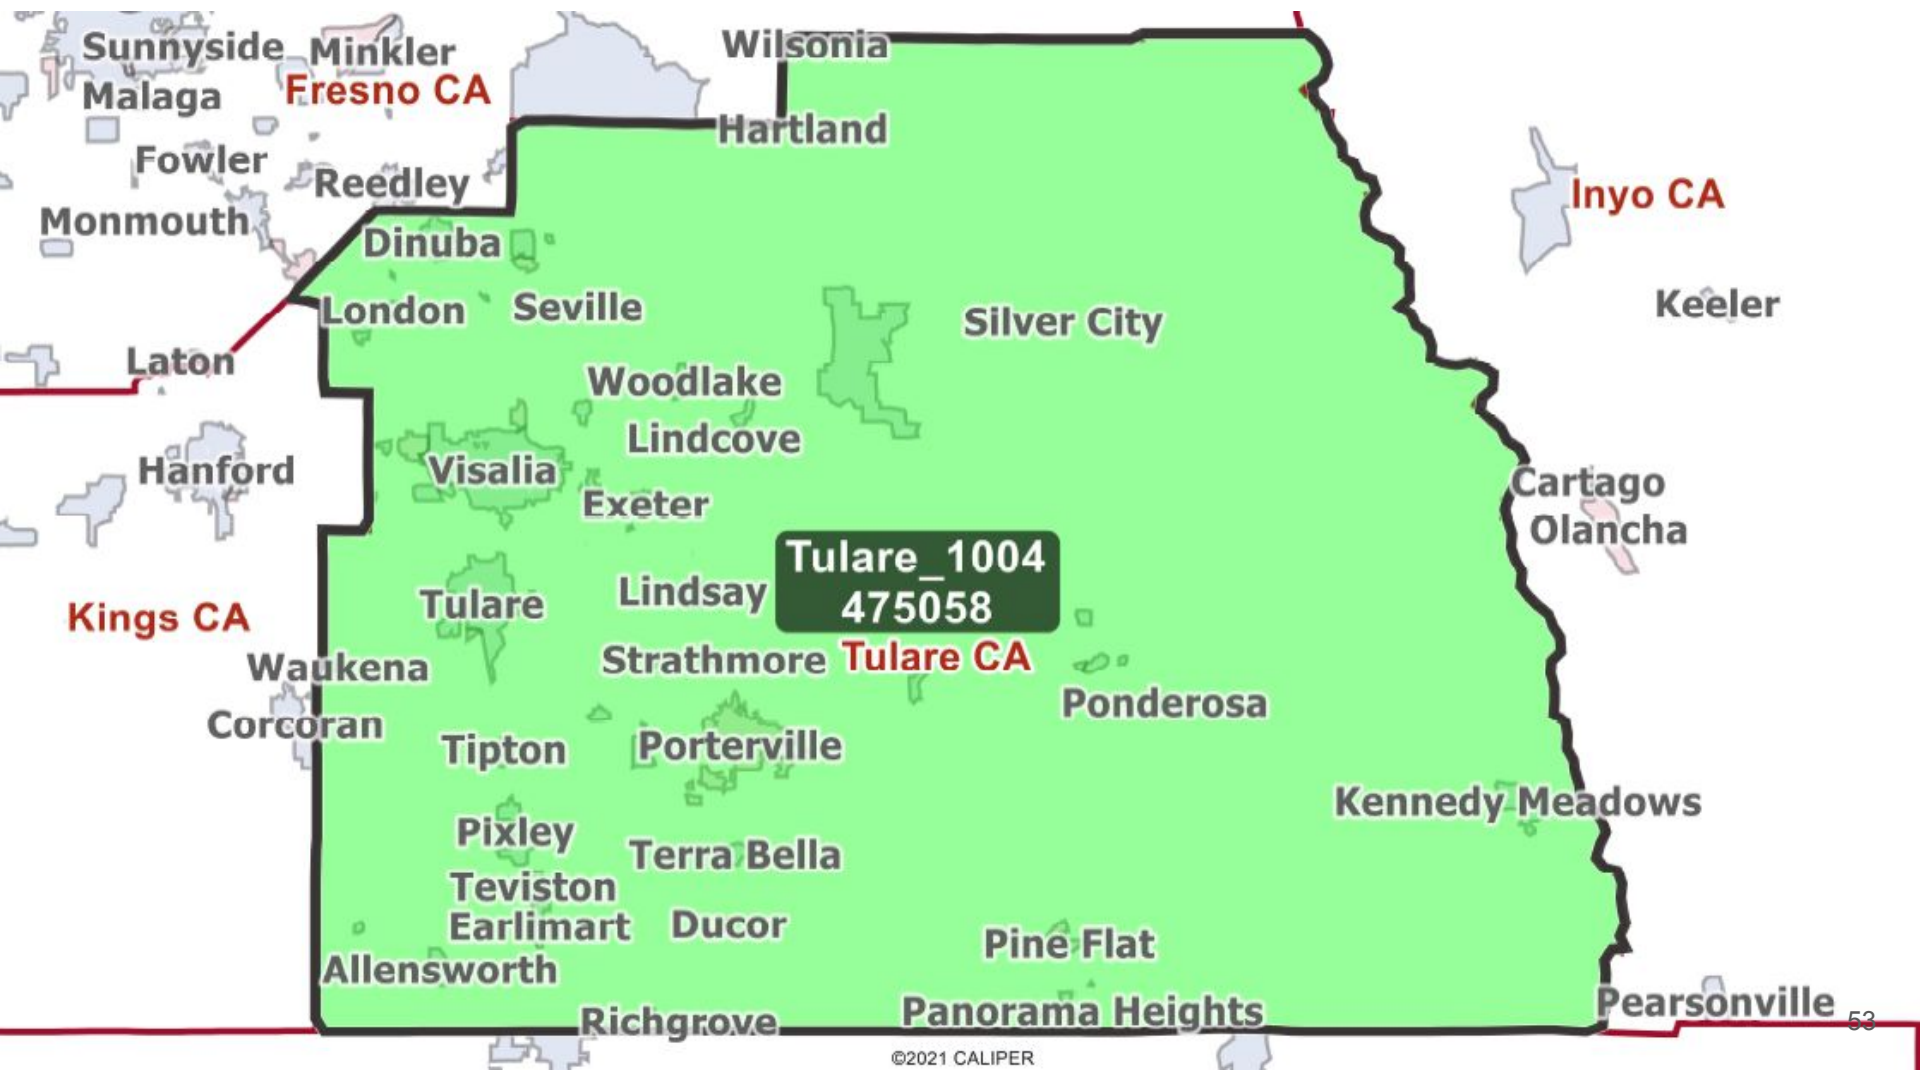 Sunnyside
Minkler
Wilsonia
Malaga
Fresno CA
Hartland
Fowler
Reedley
Inyo CA
Monmouth
Dinuba
London
Seville
Silver City
Keeler
Laton
Woodlake
Lindcove
Hanford
Visalia
Exeter
Cartago
Olancha
Tulare_1004
475058
Tulare
Lindsay
Kings CA
Waukena
Strathmore
Tulare CA
Ponderosa
Corcoran
Tipton
Porterville
Kennedy Meadows
Pixley
Terra Bella
Teviston
Earlimart
Ducor
Pine Flat
Allensworth
Richgrove
Panorama Heights
Pearsonville
53
©2021 CALIPER